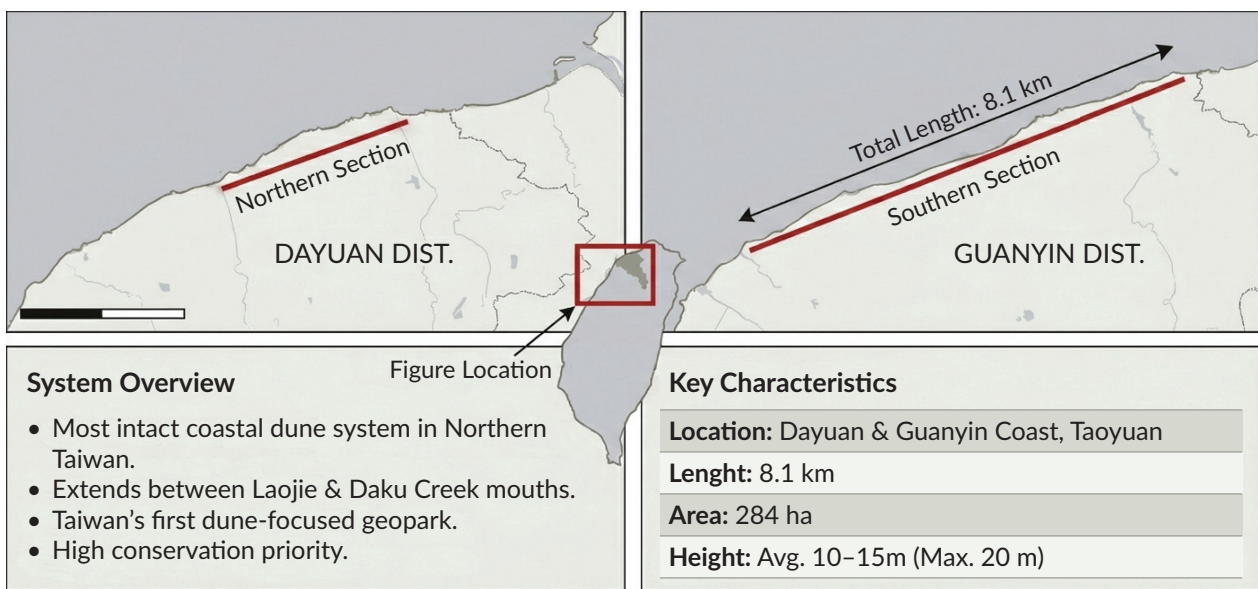 Northern Section
DAYUAN DIST.
Total Length: 8.1 km
Southern Section
GUANYIN DIST.
Figure Location
System Overview
• Most intact coastal dune system in Northern
Taiwan.
• Extends between Laojie & Daku Creek mouths.
• Taiwan’s first dune-focused geopark.
• High conservation priority.
Key Characteristics
Location: Dayuan & Guanyin Coast, Taoyuan
Lenght: 8.1 km
Area: 284 ha
Height: Avg. 10–15m (Max. 20 m)